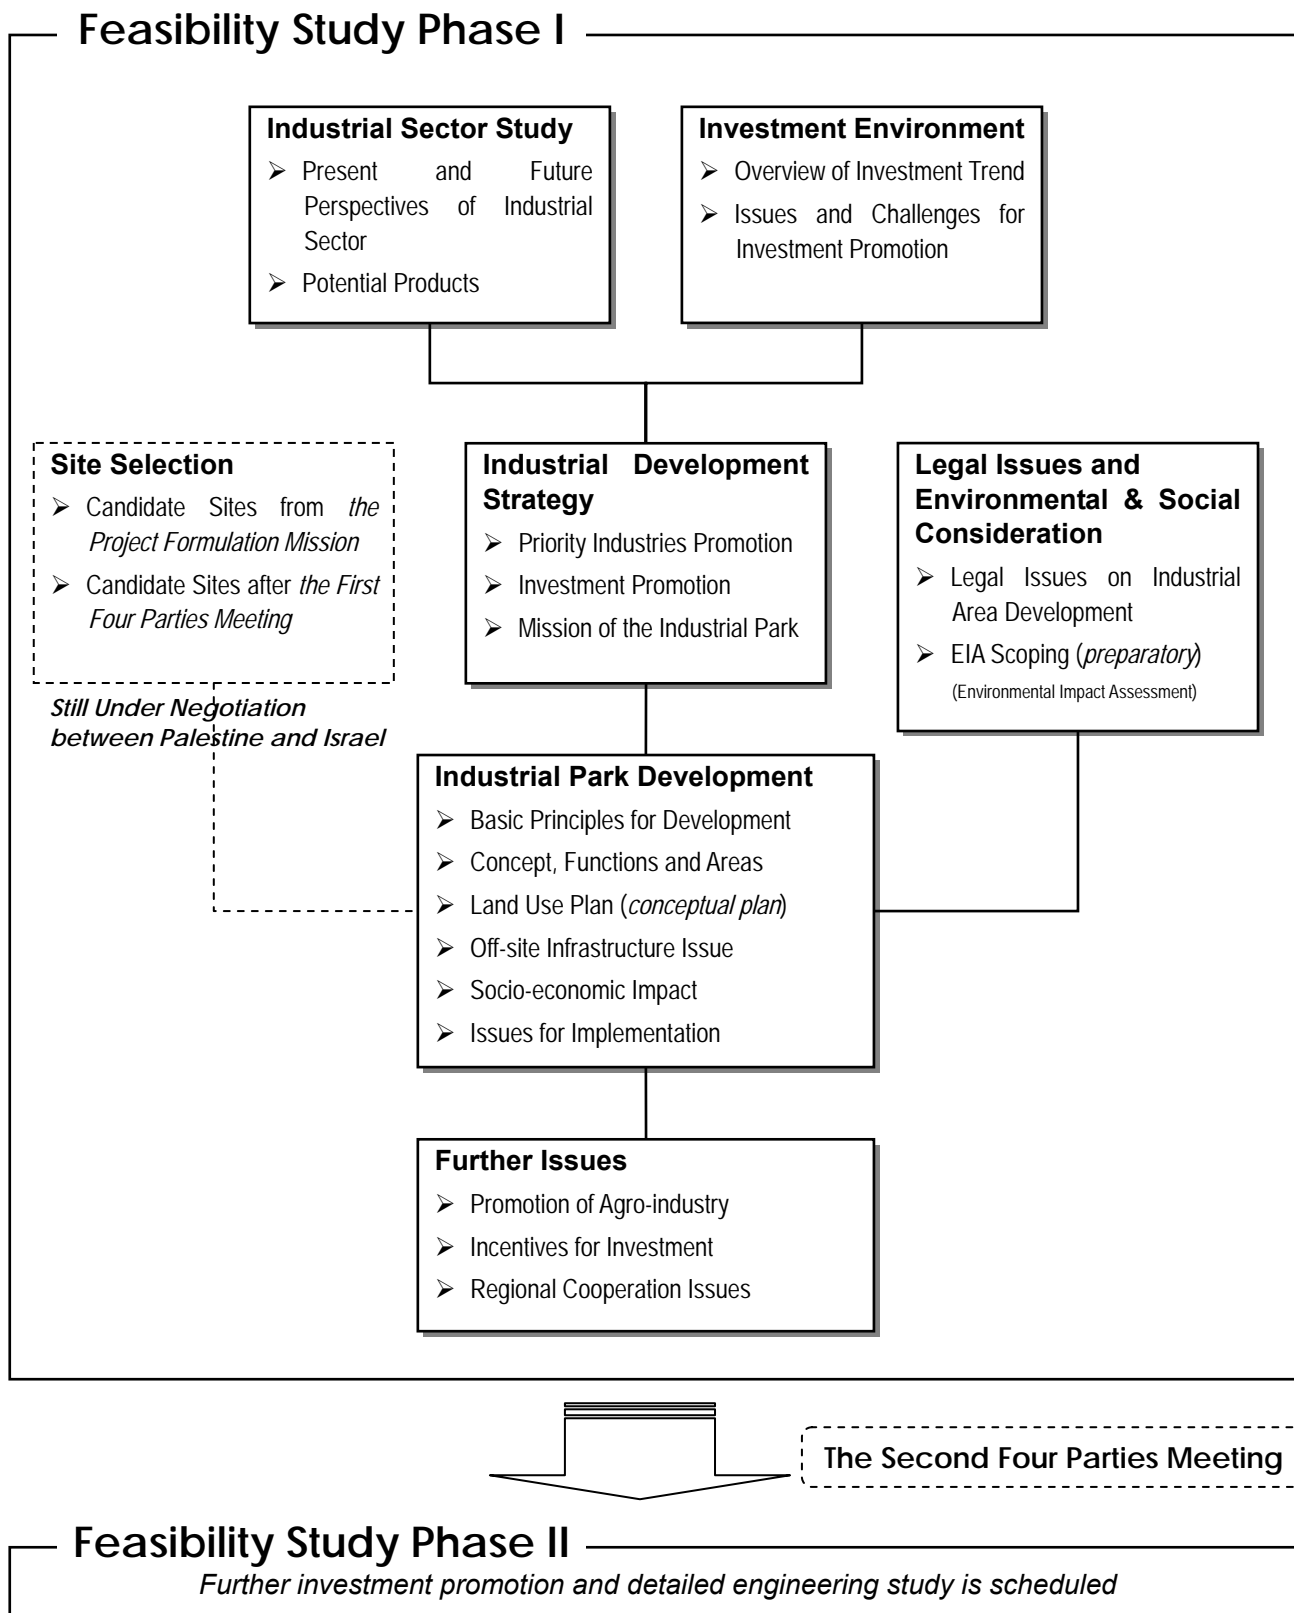 Feasibility Study Phase I
Industrial Sector Study
➢ Present and Future
Perspectives of Industrial
Sector
➢ Potential Products
Investment Environment
➢ Overview of Investment Trend
➢ Issues and Challenges for
Investment Promotion
Site Selection
➢ Candidate Sites from the
Project Formulation Mission
➢ Candidate Sites after the First
Four Parties Meeting
Still Under Negotiation
between Palestine and Israel
Industrial Development
Strategy
➢ Priority Industries Promotion
➢ Investment Promotion
➢ Mission of the Industrial Park
Legal Issues and
Environmental & Social
Consideration
➢ Legal Issues on Industrial
Area Development
➢ EIA Scoping (preparatory)
(Environmental Impact Assessment)
Industrial Park Development
➢ Basic Principles for Development
➢ Concept, Functions and Areas
➢ Land Use Plan (conceptual plan)
➢ Off-site Infrastructure Issue
➢ Socio-economic Impact
➢ Issues for Implementation
Further Issues
➢ Promotion of Agro-industry
➢ Incentives for Investment
➢ Regional Cooperation Issues
The Second Four Parties Meeting
Feasibility Study Phase II
Further investment promotion and detailed engineering study is scheduled